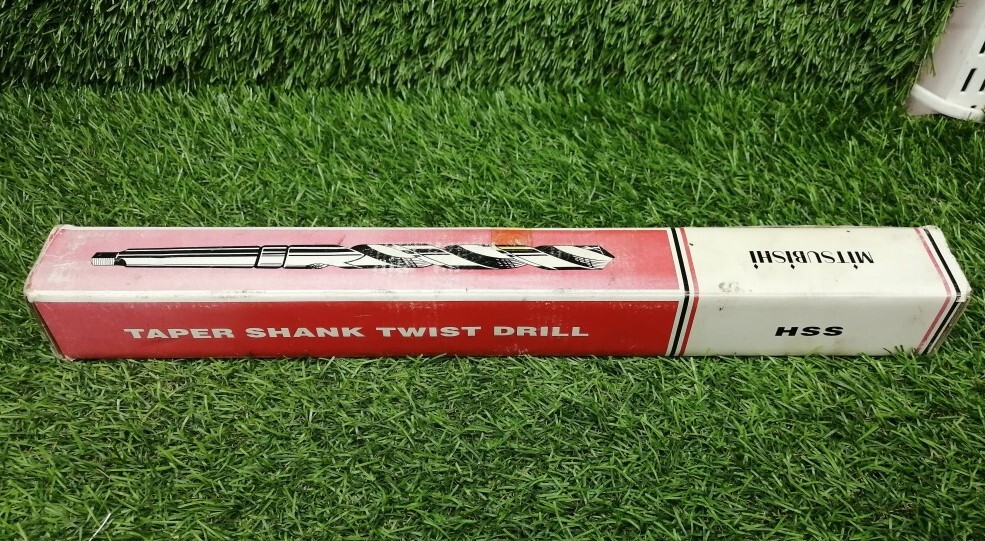 MITSUBISHI
TAPER SHANK TWIST DRILL
HSS